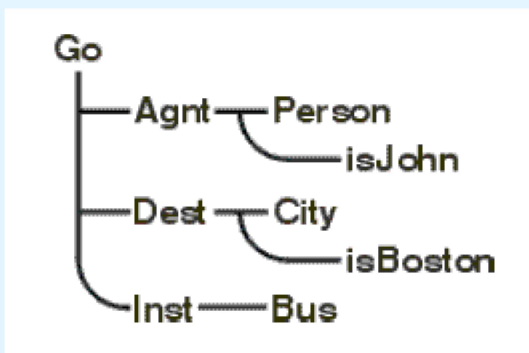 Go
Agnt Person
isJohn
Dest City
isBoston
Inst Bus